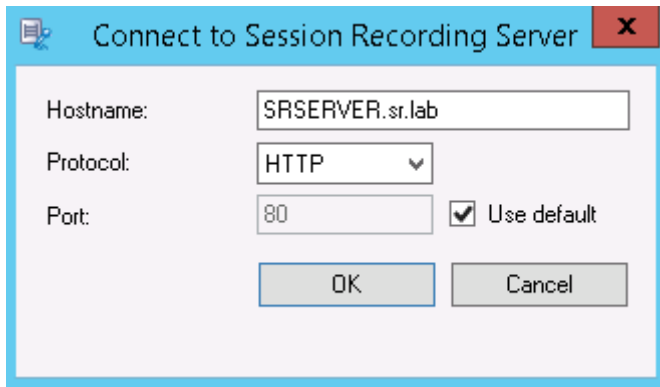 Connect to Session Recording Server
x
Hostname: SRSERVER.sr.lab
Protocol: HTTP
Port: 80 Use default
OK Cancel